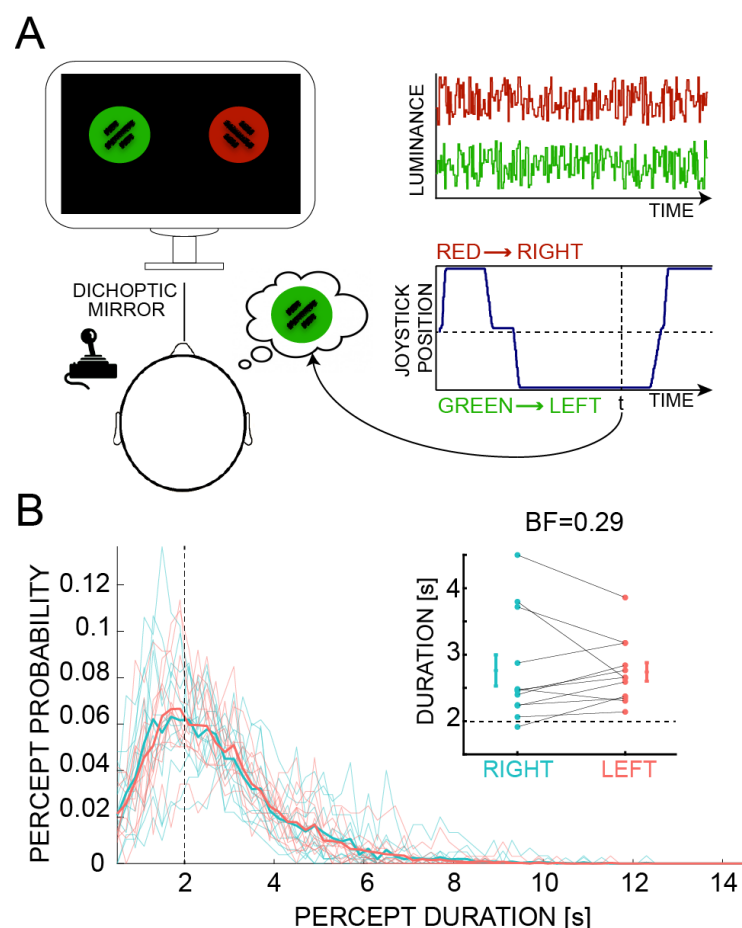 A
LUMINANCE
TIME
DICHOPTIC
MIRROR
RED → RIGHT
JOYSTICK
POSITION
GREEN → LEFT
t
TIME
B
BF=0.29
PERCEPT PROBABILITY
0.12
0.1
0.08
0.06
0.04
0.02
0
2
4
6
8
10
12
14
PERCEPT DURATION [s]
DURATION [s]
4
3
2
RIGHT
LEFT